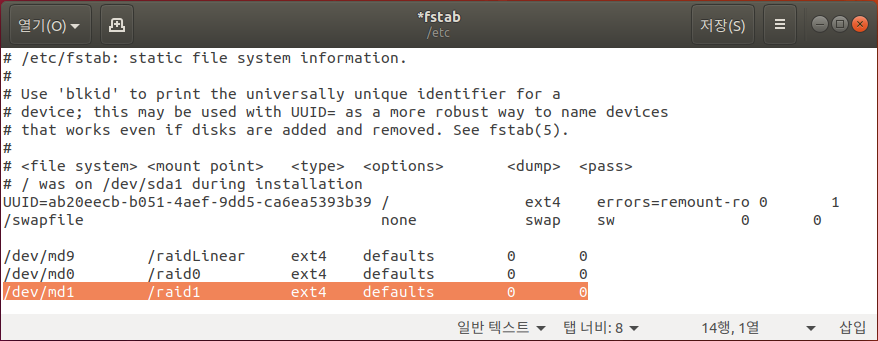 열기(O)
*fstab
/etc
저장(S)
# /etc/fstab: static file system information.
#
# Use 'blkid' to print the universally unique identifier for a
# device; this may be used with UUID= as a more robust way to name devices
# that works even if disks are added and removed. See fstab(5).
#
# <file system> <mount point>   <type>  <options>       <dump>  <pass>
# / was on /dev/sda1 during installation
UUID=ab20eecb-b051-4aef-9dd5-ca6ea5393b39 /               ext4    errors=remount-ro 0       1
/swapfile                                 none            swap    sw              0       0
/dev/md9        /raidLinear     ext4    defaults        0       0
/dev/md0        /raid0          ext4    defaults        0       0
/dev/md1        /raid1          ext4    defaults        0       0
일반 텍스트 탭 너비: 8 14행, 1열 삽입